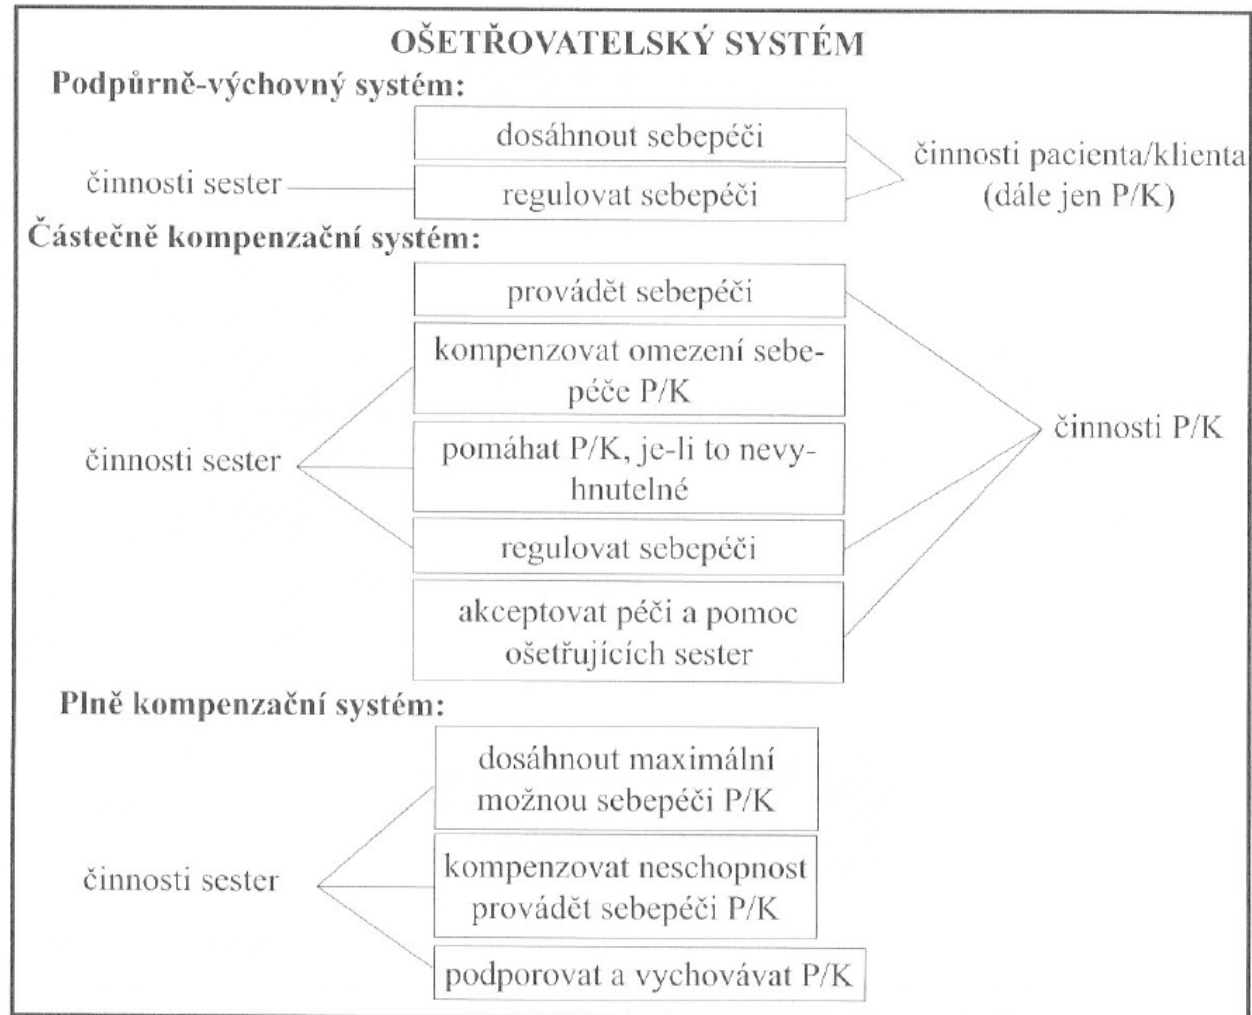 OŠETŘOVATELSKÝ SYSTÉM
Podpůrně-výchovný systém:
dosáhnout sebepéči
činnosti sester
regulovat sebepéči
činnosti pacienta/klienta
(dále jen P/K)
Částečně kompenzační systém:
provádět sebepéči
kompenzovat omezení sebe-
péče P/K
činnosti sester
pomáhat P/K, je-li to nevy-
hnutelné
činnosti P/K
regulovat sebepéči
akceptovat péči a pomoc
ošetřujících sester
Plně kompenzační systém:
dosáhnout maximální
možnou sebepéči P/K
činnosti sester
kompenzovat neschopnost
provádět sebepéči P/K
podporovat a vychovávat P/K